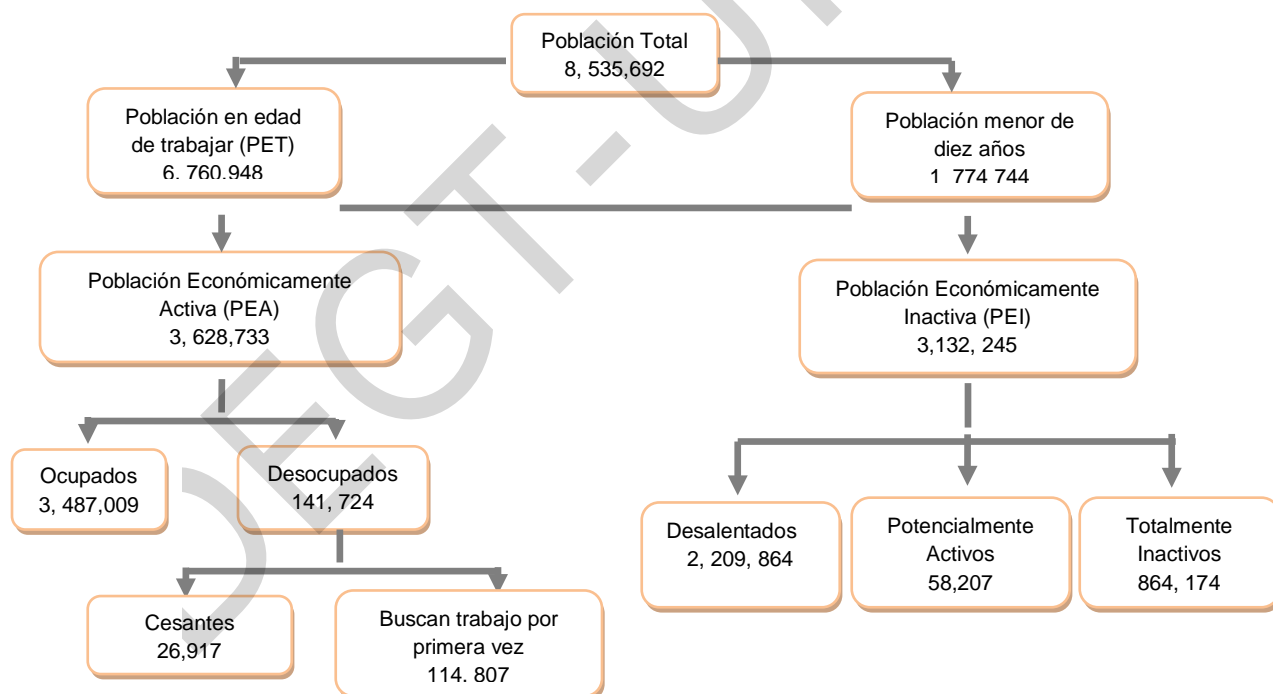 Población Total
8, 535,692
Población en edad
de trabajar (PET)
6, 760,948
Población menor de
diez años
1 774 744
Población Económicamente
Activa (PEA)
3, 628,733
Población Económicamente
Inactiva (PEI)
3,132, 245
Ocupados
3, 487,009
Desocupados
141, 724
Desalentados
2, 209, 864
Potencialmente
Activos
58,207
Totalmente
Inactivos
864, 174
Cesantes
26,917
Buscan trabajo por
primera vez
114. 807